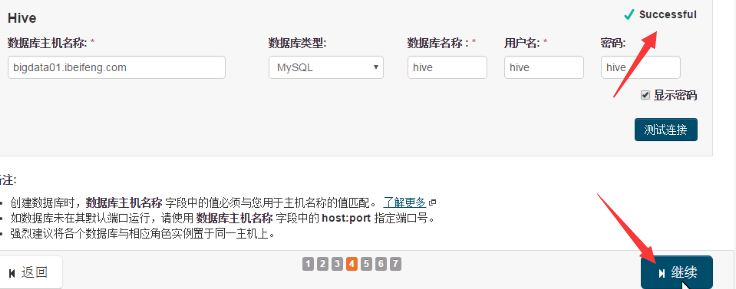 Hive
Successful
数据库主机名称: * 数据库类型: 数据库名称 : * 用户名: * 密码:
bigdata01.ibeifeng.com MySQL hive hive hive
显示密码
测试连接
注:
创建数据库时，数据库主机名称 字段中的值必须与您用于主机名称的值匹配。 了解更多
如数据库未在其默认端口运行，请使用 数据库主机名称 字段中的 host:port 指定端口号。
强烈建议将各个数据库与相应角色实例置于同一主机上。
返回 1 2 3 4 5 6 7 继续